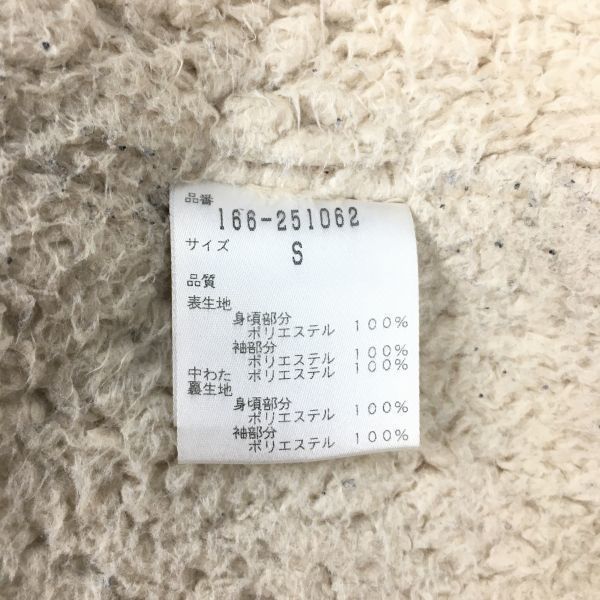 品番
166-251062
サイズ S
品質
表生地
身頃部分
ポリエステル 100%
袖部分
ポリエステル 100%
中わた ポリエステル 100%
裏生地
身頃部分
ポリエステル 100%
袖部分
ポリエステル 100%